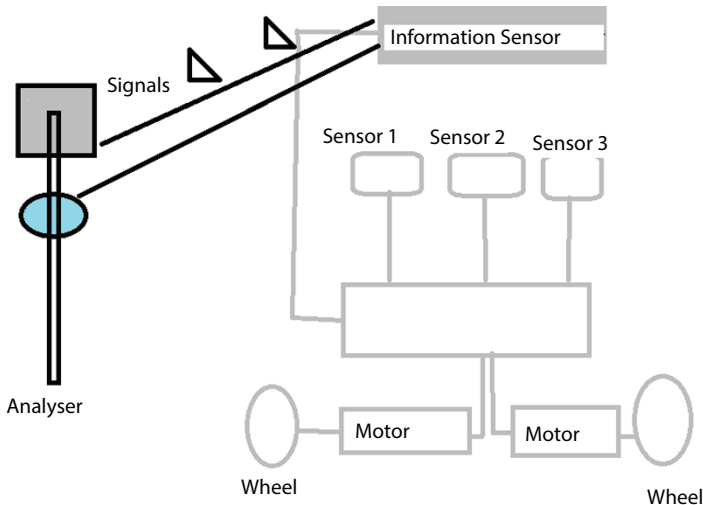 Information Sensor
Signals
Sensor 1
Sensor 2
Sensor 3
Analyser
Motor
Motor
Wheel
Wheel